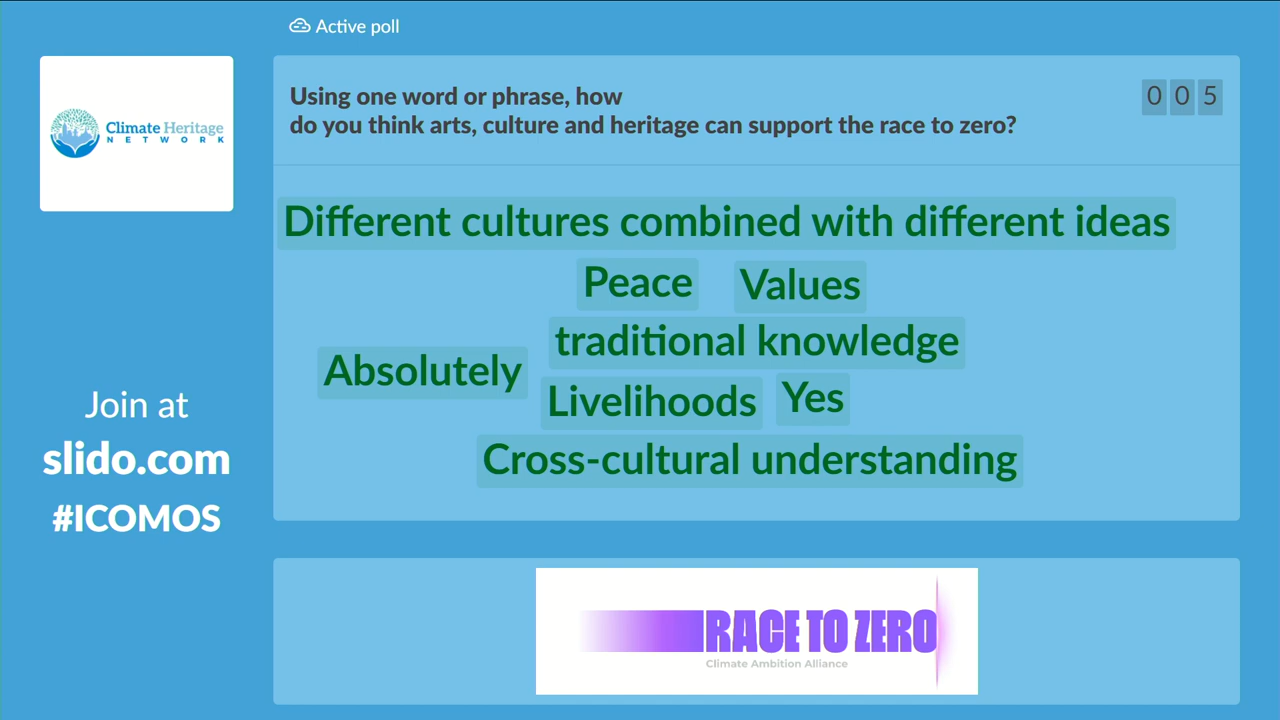 Active poll
Climate Heritage
NETWORK
Using one word or phrase, how
do you think arts, culture and heritage can support the race to zero?
005
Different cultures combined with different ideas
Peace
Values
traditional knowledge
Absolutely
Livelihoods
Yes
Cross-cultural understanding
Join at
slido.com
#ICOMOS
RACE TO ZERO
Climate Ambition Alliance